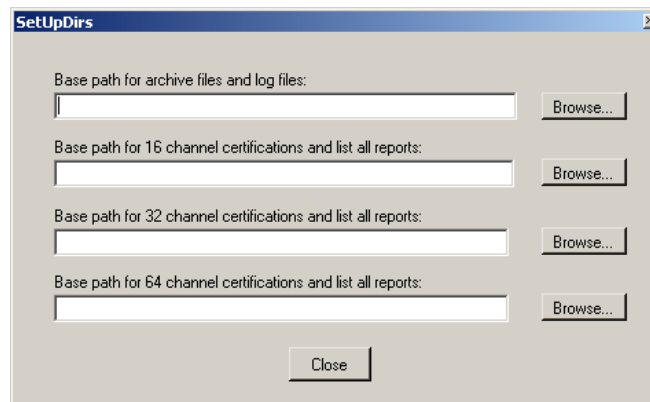 SetUpDirs
Base path for archive files and log files:
Browse...
Base path for 16 channel certifications and list all reports:
Browse...
Base path for 32 channel certifications and list all reports:
Browse...
Base path for 64 channel certifications and list all reports:
Browse...
Close